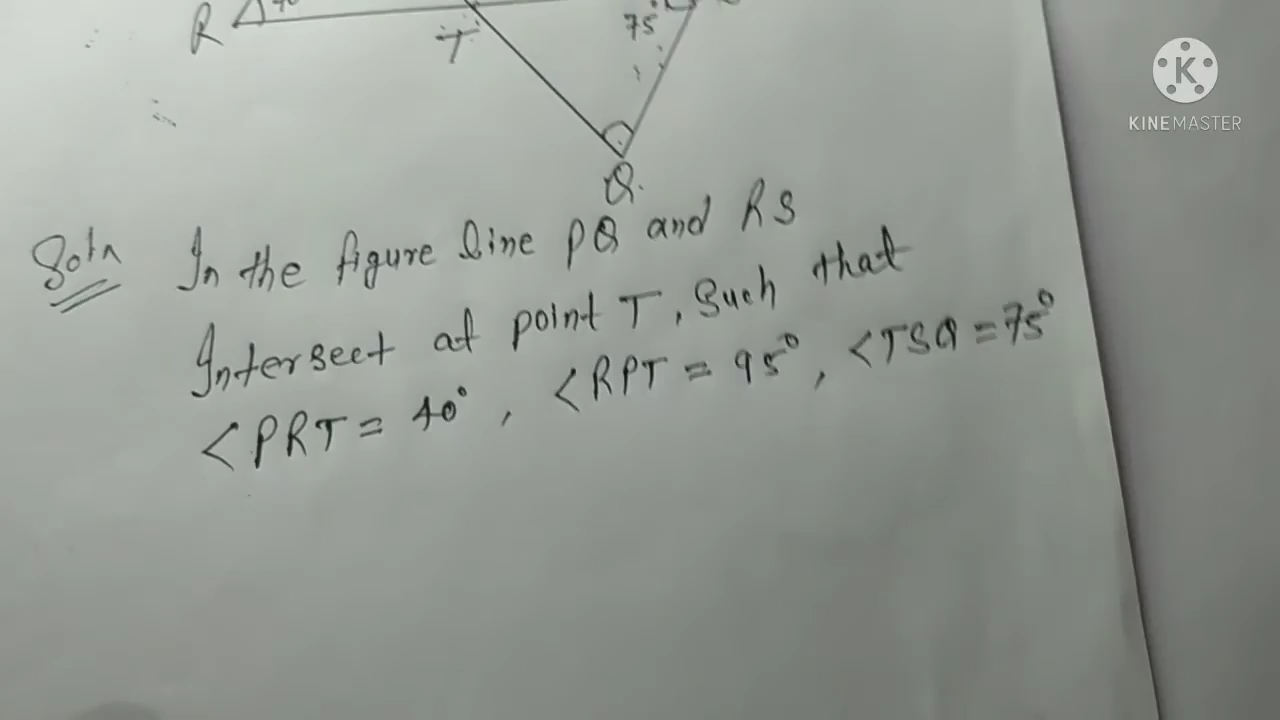 R 40
T
75°
Q.
K
KINEMASTER
Soln In the figure line PQ and RS
Intersect at point T, Such that
<PRT = 40°, <RPT = 95°, <TSQ = 75°